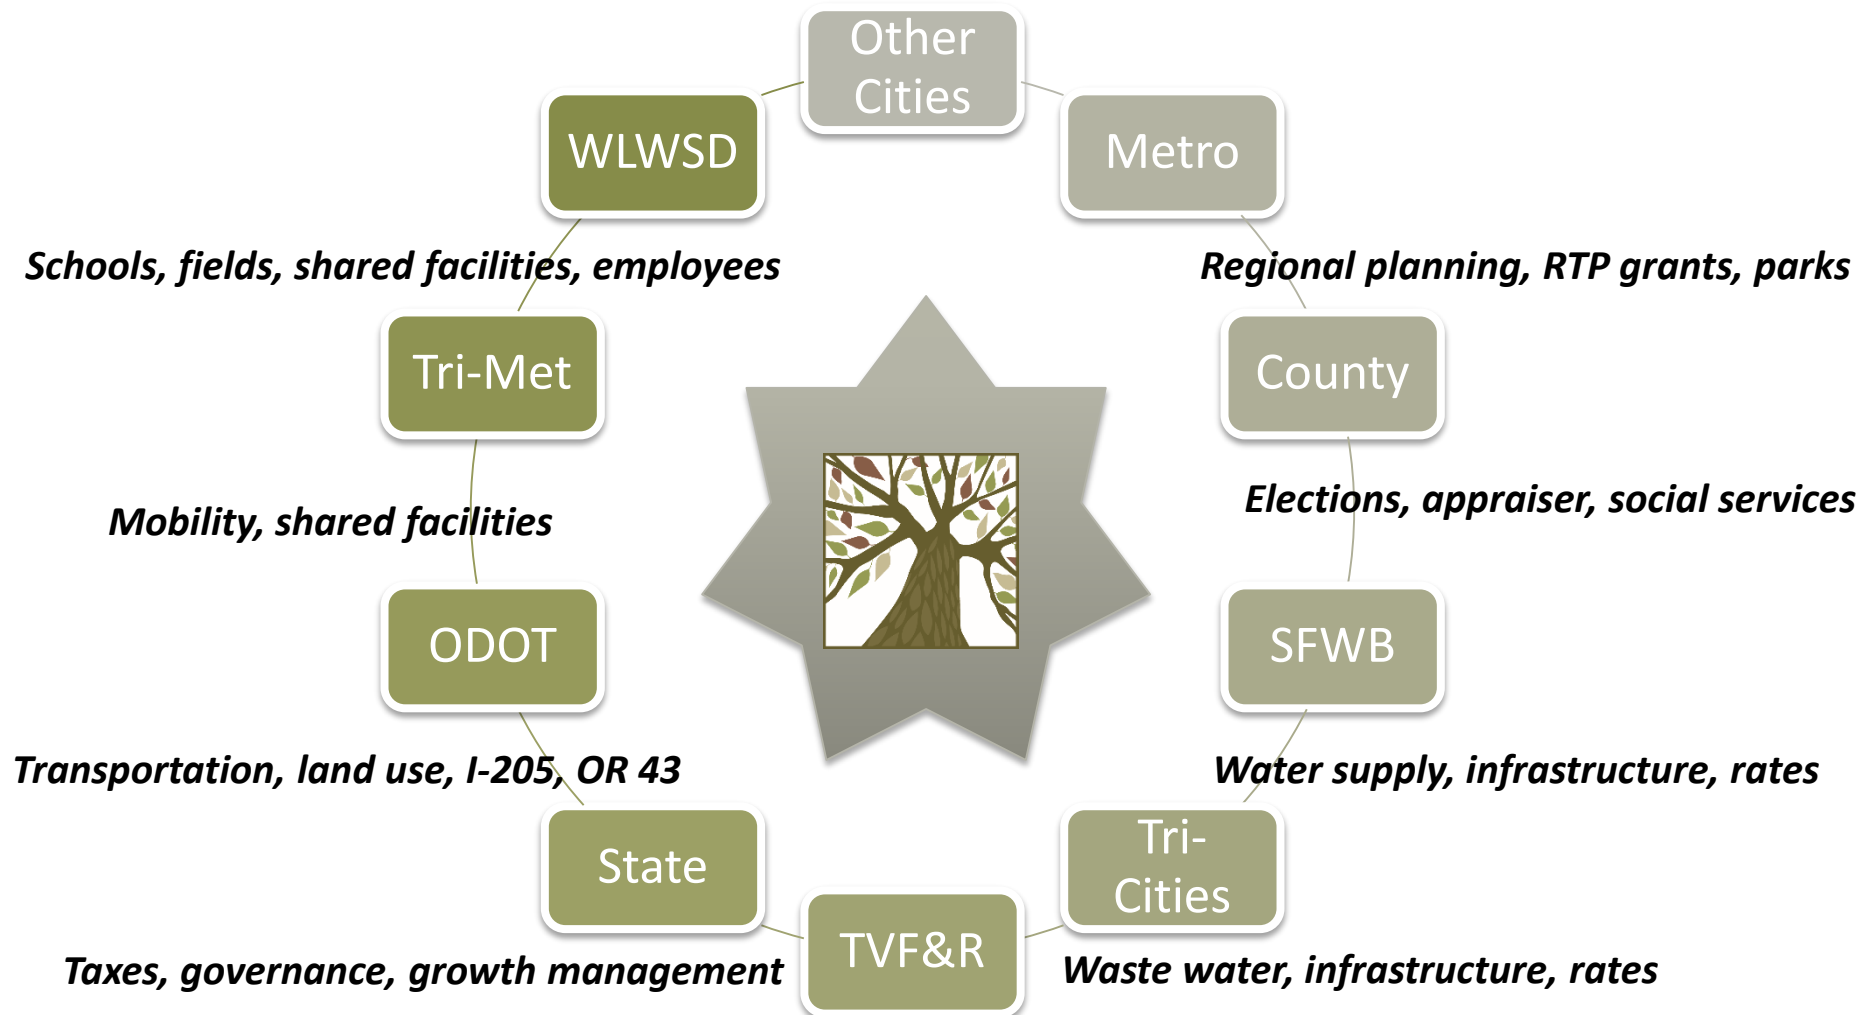 Other
Cities
WLWSD
Metro
Schools, fields, shared facilities, employees
Regional planning, RTP grants, parks
Tri-Met
County
Mobility, shared facilities
Elections, appraiser, social services
ODOT
SFWB
Transportation, land use, I-205, OR 43
Water supply, infrastructure, rates
State
Tri-
Cities
TVF&R
Taxes, governance, growth management
Waste water, infrastructure, rates